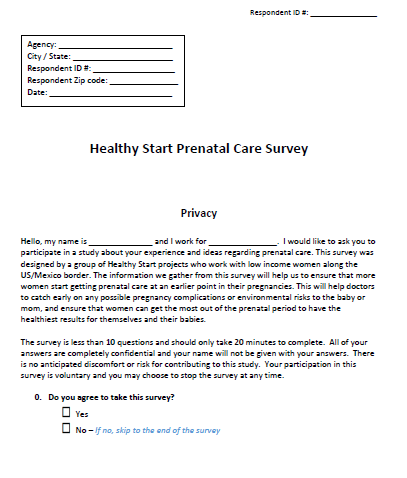 Respondent ID #: _______________
Agency: _________________________
City / State: ______________________
Respondent ID #: __________________
Respondent Zip code: _______________
Date: ___________________________
Healthy Start Prenatal Care Survey
Privacy
Hello, my name is ______________ and I work for _______________.  I would like to ask you to
participate in a study about your experience and ideas regarding prenatal care. This survey was
designed by a group of Healthy Start projects who work with low income women along the
US/Mexico border. The information we gather from this survey will help us to ensure that more
women start getting prenatal care at an earlier point in their pregnancies. This will help doctors
to catch early on any possible pregnancy complications or environmental risks to the baby or
mom, and ensure that women can get the most out of the prenatal period to have the
healthiest results for themselves and their babies.
The survey is less than 10 questions and should only take 20 minutes to complete.  All of your
answers are completely confidential and your name will not be given with your answers.  There
is no anticipated discomfort or risk for contributing to this study.  Your participation in this
survey is voluntary and you may choose to stop the survey at any time.
0. Do you agree to take this survey?
☐ Yes
☐ No – If no, skip to the end of the survey